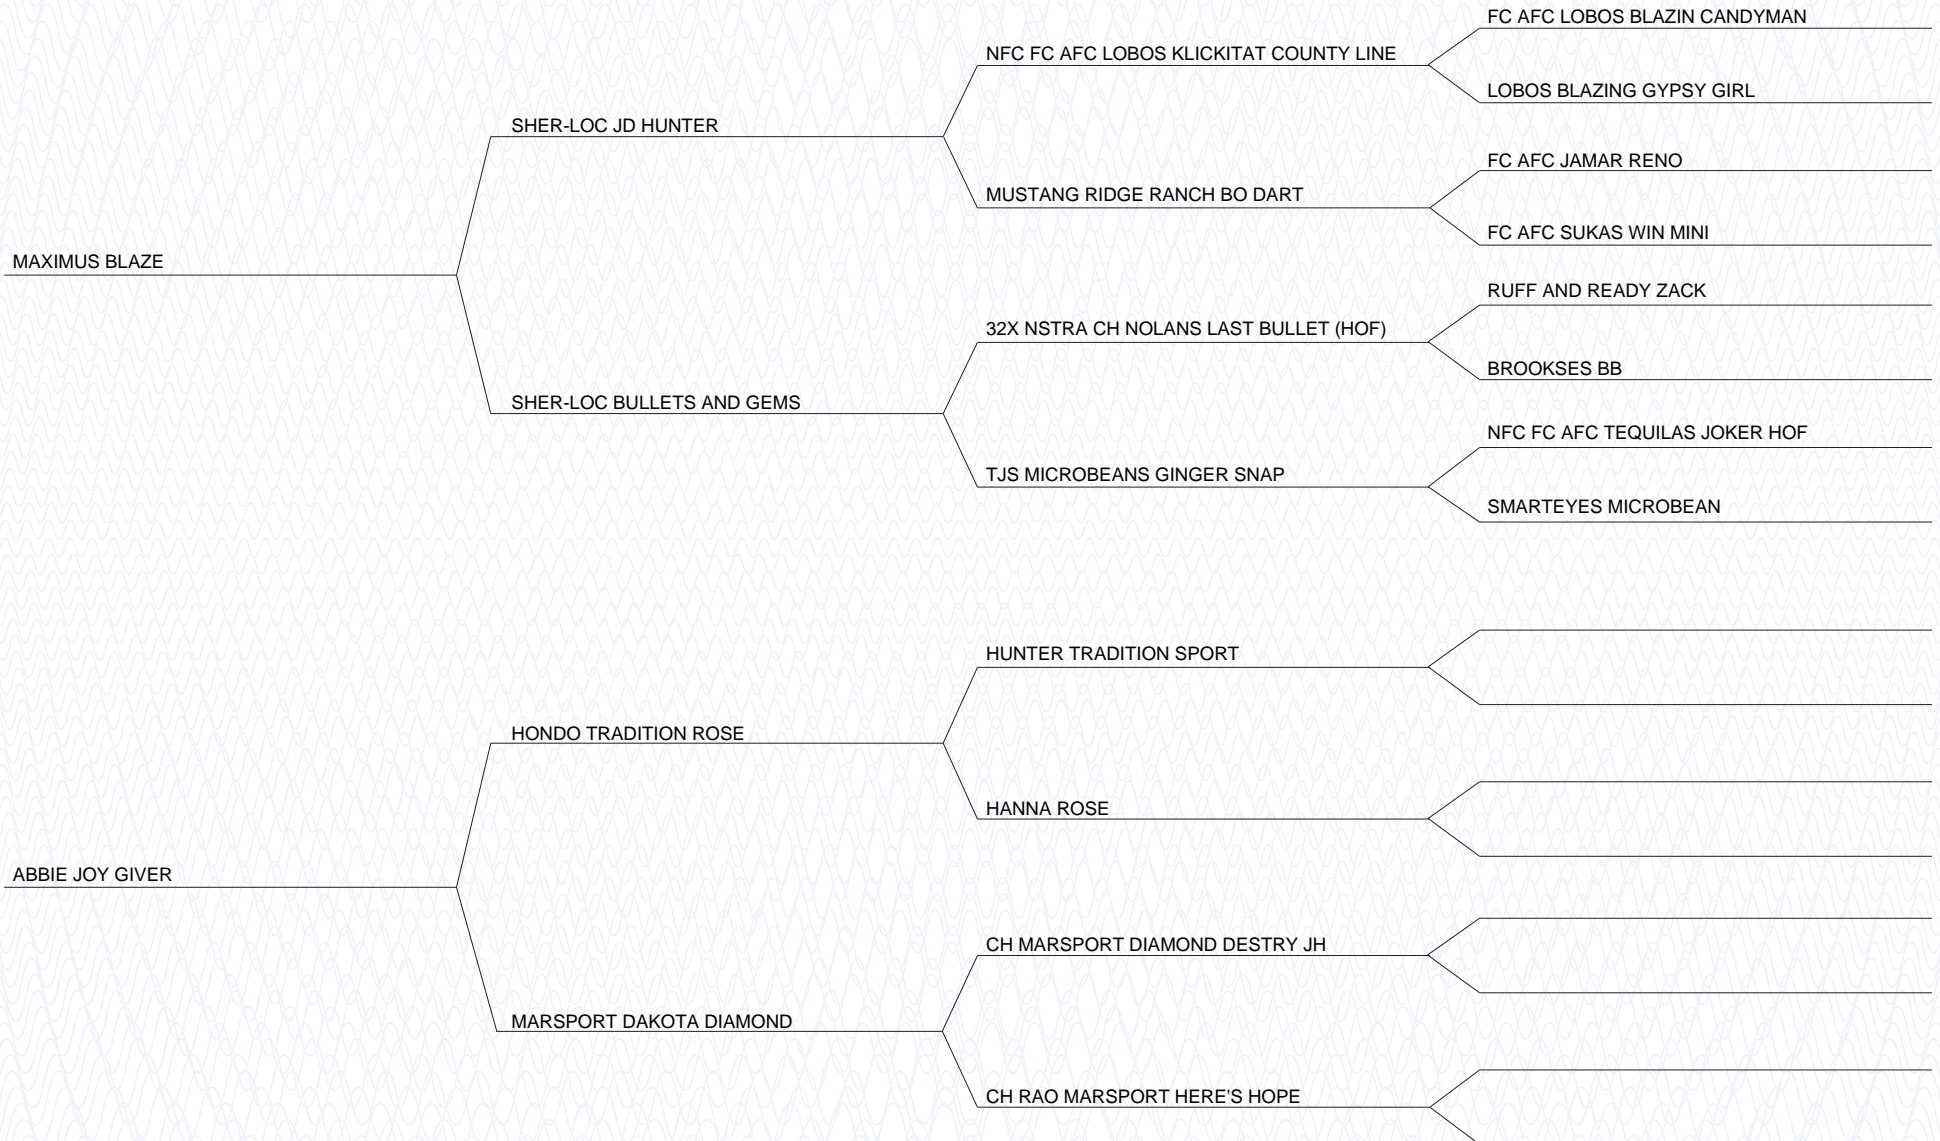 FC AFC LOBOS BLAZIN CANDYMAN
NFC FC AFC LOBOS KLICKITAT COUNTY LINE
LOBOS BLAZING GYPSY GIRL
SHER-LOC JD HUNTER
FC AFC JAMAR RENO
MUSTANG RIDGE RANCH BO DART
FC AFC SUKAS WIN MINI
MAXIMUS BLAZE
RUFF AND READY ZACK
32X NSTRA CH NOLANS LAST BULLET (HOF)
BROOKSES BB
SHER-LOC BULLETS AND GEMS
NFC FC AFC TEQUILAS JOKER HOF
TJS MICROBEANS GINGER SNAP
SMARTEYES MICROBEAN
HUNTER TRADITION SPORT
HONDO TRADITION ROSE
HANNA ROSE
ABBIE JOY GIVER
CH MARSPORT DIAMOND DESTRY JH
MARSPORT DAKOTA DIAMOND
CH RAO MARSPORT HERE'S HOPE